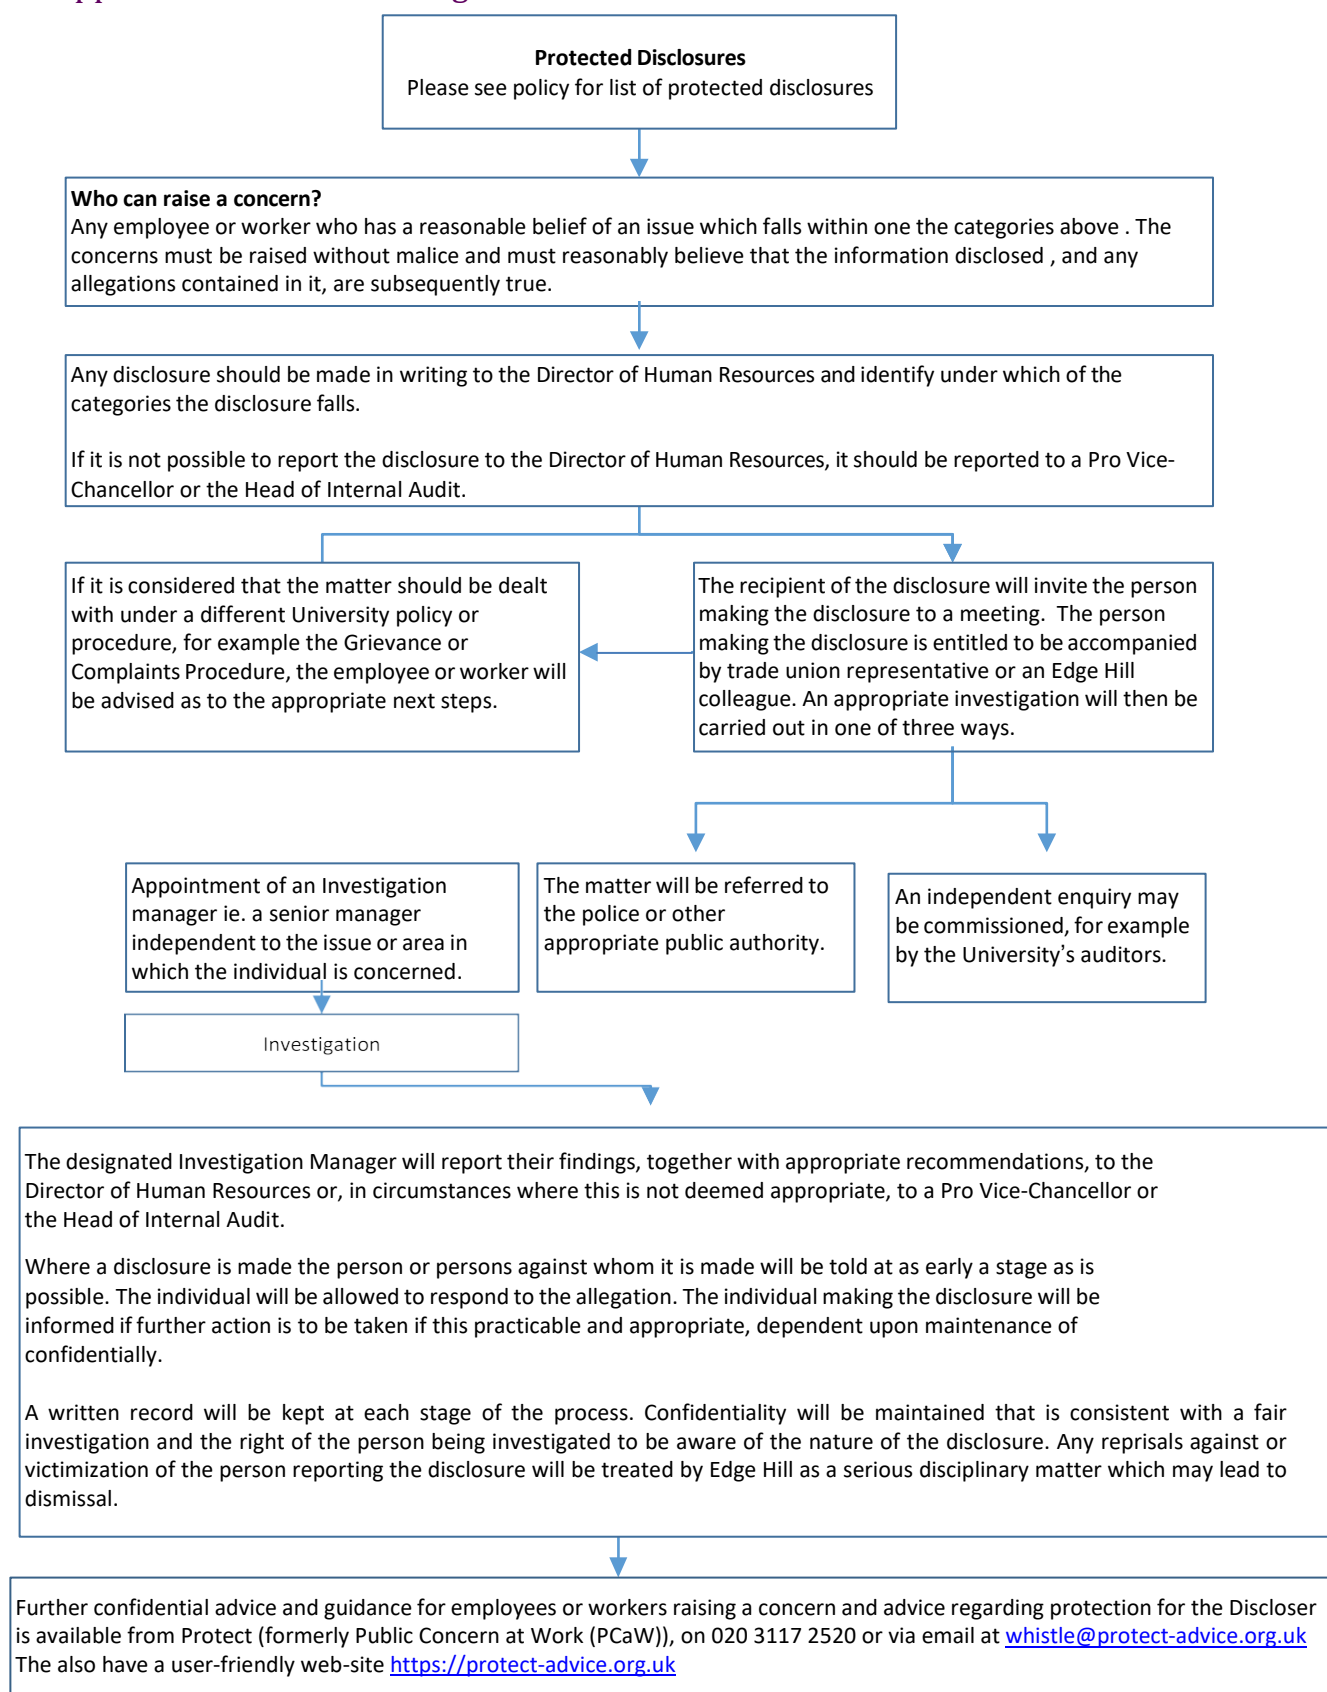 Protected Disclosures
Please see policy for list of protected disclosures
Who can raise a concern?
Any employee or worker who has a reasonable belief of an issue which falls within one the categories above . The
concerns must be raised without malice and must reasonably believe that the information disclosed , and any
allegations contained in it, are subsequently true.
Any disclosure should be made in writing to the Director of Human Resources and identify under which of the
categories the disclosure falls.
If it is not possible to report the disclosure to the Director of Human Resources, it should be reported to a Pro Vice-
Chancellor or the Head of Internal Audit.
If it is considered that the matter should be dealt
with under a different University policy or
procedure, for example the Grievance or
Complaints Procedure, the employee or worker will
be advised as to the appropriate next steps.
The recipient of the disclosure will invite the person
making the disclosure to a meeting.  The person
making the disclosure is entitled to be accompanied
by trade union representative or an Edge Hill
colleague. An appropriate investigation will then be
carried out in one of three ways.
Appointment of an Investigation
manager ie. a senior manager
independent to the issue or area in
which the individual is concerned.
The matter will be referred to
the police or other
appropriate public authority.
An independent enquiry may
be commissioned, for example
by the University’s auditors.
Investigation
The designated Investigation Manager will report their findings, together with appropriate recommendations, to the
Director of Human Resources or, in circumstances where this is not deemed appropriate, to a Pro Vice-Chancellor or
the Head of Internal Audit.
Where a disclosure is made the person or persons against whom it is made will be told at as early a stage as is
possible. The individual will be allowed to respond to the allegation. The individual making the disclosure will be
informed if further action is to be taken if this practicable and appropriate, dependent upon maintenance of
confidentially.
A written record will be kept at each stage of the process. Confidentiality will be maintained that is consistent with a fair
investigation and the right of the person being investigated to be aware of the nature of the disclosure. Any reprisals against or
victimization of the person reporting the disclosure will be treated by Edge Hill as a serious disciplinary matter which may lead to
dismissal.
Further confidential advice and guidance for employees or workers raising a concern and advice regarding protection for the Discloser
is available from Protect (formerly Public Concern at Work (PCaW)), on 020 3117 2520 or via email at whistle@protect-advice.org.uk
The also have a user-friendly web-site https://protect-advice.org.uk